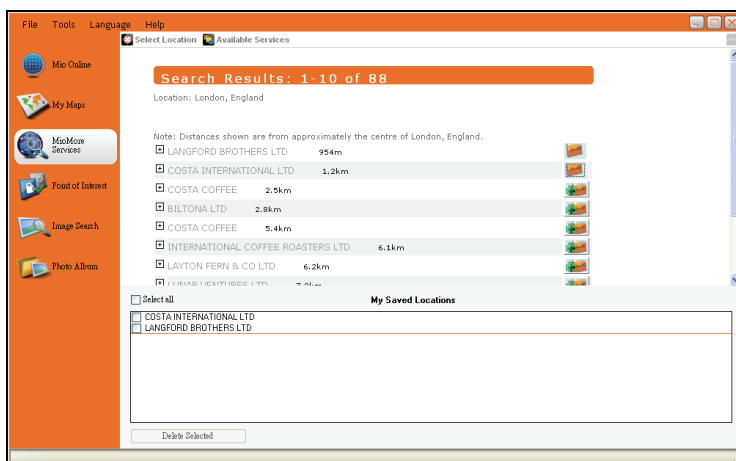 File Tools Language Help
Select Location Available Services
Mio Online
My Maps
MioMore Services
Point of Interest
Image Search
Photo Album
Search Results: 1-10 of 88
Location: London, England
Note: Distances shown are from approximately the centre of London, England.
LANGFORD BROTHERS LTD 954m
COSTA INTERNATIONAL LTD 1.2km
COSTA COFFEE 2.5km
BILTONA LTD 2.8km
COSTA COFFEE 5.4km
INTERNATIONAL COFFEE ROASTERS LTD 6.1km
LAYTON FERN & CO LTD 6.2km
LUNAR VENTURES LTD
Select all My Saved Locations
COSTA INTERNATIONAL LTD
LANGFORD BROTHERS LTD
Delete Selected